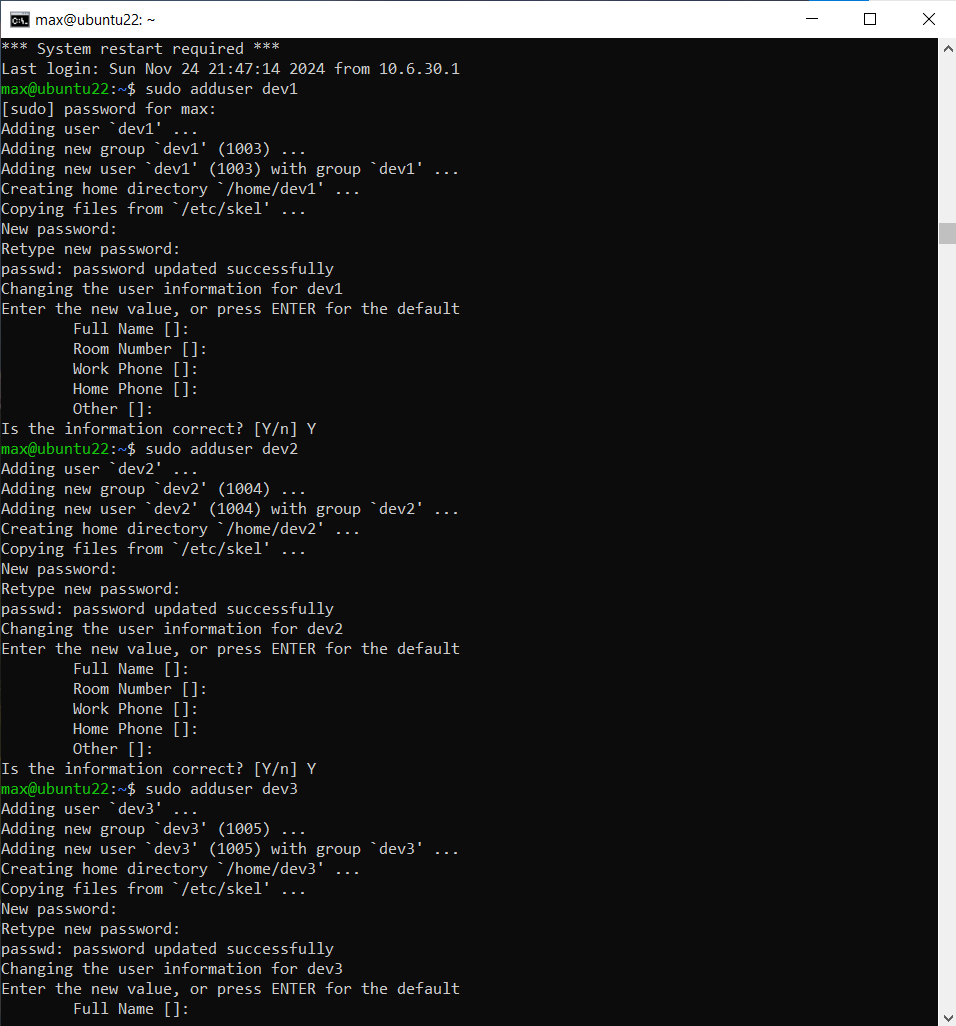 max@ubuntu22: ~
*** System restart required ***
Last login: Sun Nov 24 21:47:14 2024 from 10.6.30.1
max@ubuntu22:~$ sudo adduser dev1
[sudo] password for max:
Adding user `dev1' ...
Adding new group `dev1' (1003) ...
Adding new user `dev1' (1003) with group `dev1' ...
Creating home directory `/home/dev1' ...
Copying files from `/etc/skel' ...
New password:
Retype new password:
passwd: password updated successfully
Changing the user information for dev1
Enter the new value, or press ENTER for the default
        Full Name []:
        Room Number []:
        Work Phone []:
        Home Phone []:
        Other []:
Is the information correct? [Y/n] Y
max@ubuntu22:~$ sudo adduser dev2
Adding user `dev2' ...
Adding new group `dev2' (1004) ...
Adding new user `dev2' (1004) with group `dev2' ...
Creating home directory `/home/dev2' ...
Copying files from `/etc/skel' ...
New password:
Retype new password:
passwd: password updated successfully
Changing the user information for dev2
Enter the new value, or press ENTER for the default
        Full Name []:
        Room Number []:
        Work Phone []:
        Home Phone []:
        Other []:
Is the information correct? [Y/n] Y
max@ubuntu22:~$ sudo adduser dev3
Adding user `dev3' ...
Adding new group `dev3' (1005) ...
Adding new user `dev3' (1005) with group `dev3' ...
Creating home directory `/home/dev3' ...
Copying files from `/etc/skel' ...
New password:
Retype new password:
passwd: password updated successfully
Changing the user information for dev3
Enter the new value, or press ENTER for the default
        Full Name []: